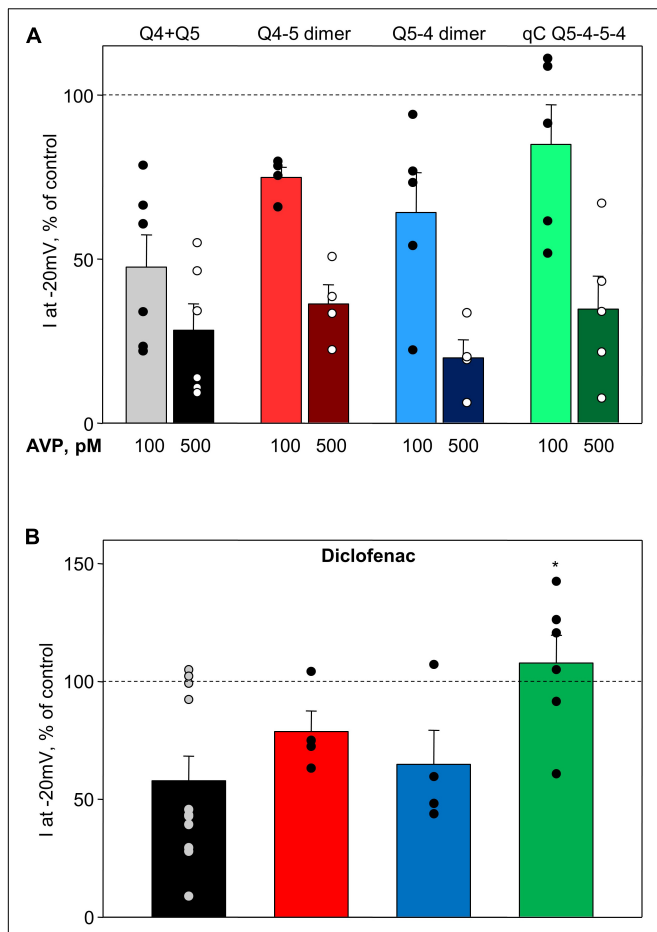 A
Q4+Q5 Q4-5 dimer Q5-4 dimer qC Q5-4-5-4
100
50
0
I at -20mV, % of control
AVP, pM 100 500 100 500 100 500 100 500
B
Diclofenac
*
150
100
50
0
I at -20mV, % of control